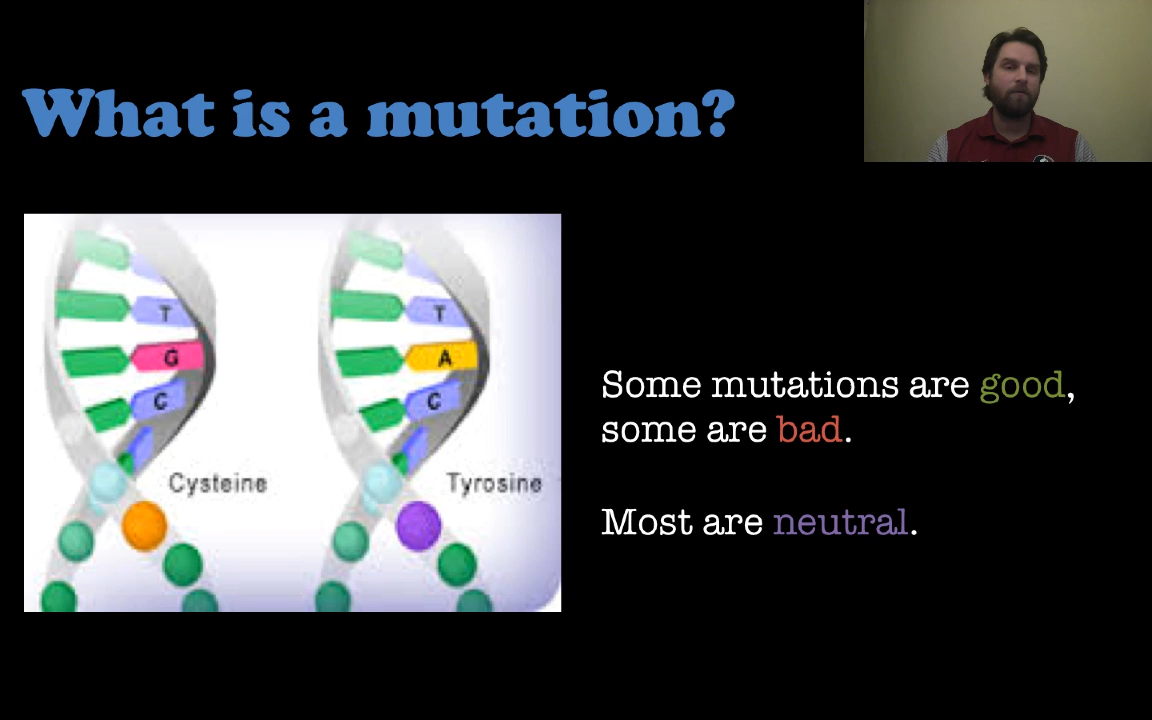 What is a mutation?
T
G
C
Cysteine
T
A
C
Tyrosine
Some mutations are good,
some are bad.
Most are neutral.